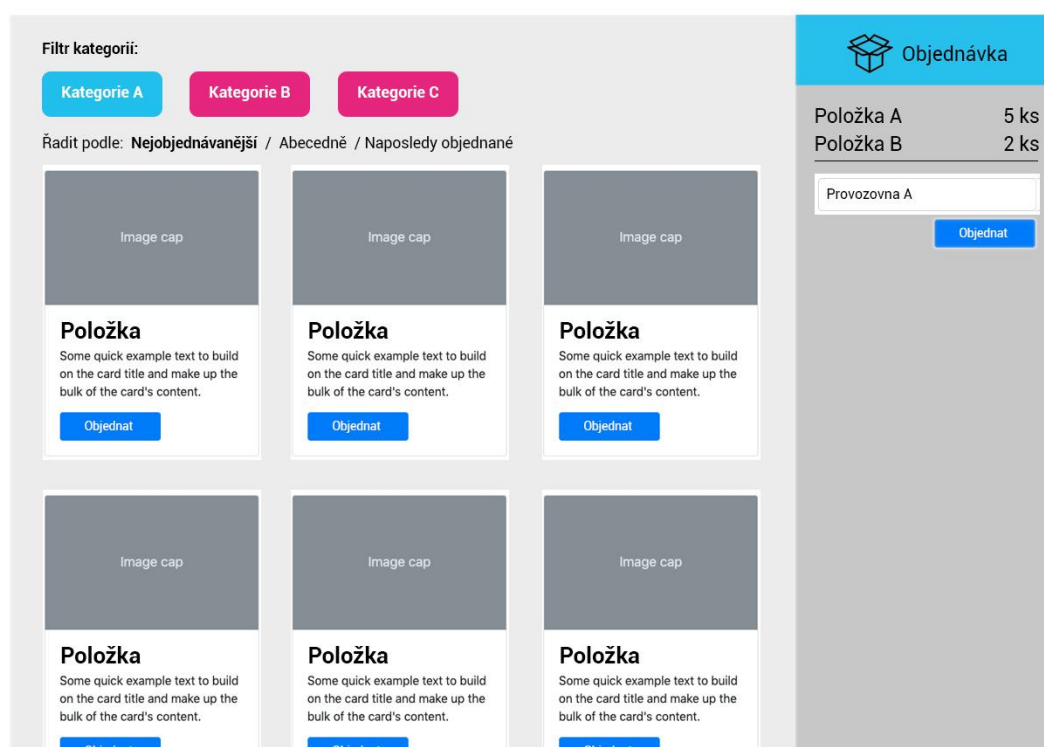 Filtr kategorií:
Kategorie A
Kategorie B
Kategorie C
Řadit podle: Nejobjednávanější / Abecedně / Naposledy objednané
Image cap
Položka
Some quick example text to build
on the card title and make up the
bulk of the card's content.
Objednat
Image cap
Položka
Some quick example text to build
on the card title and make up the
bulk of the card's content.
Objednat
Image cap
Položka
Some quick example text to build
on the card title and make up the
bulk of the card's content.
Objednat
Image cap
Položka
Some quick example text to build
on the card title and make up the
bulk of the card's content.
Image cap
Položka
Some quick example text to build
on the card title and make up the
bulk of the card's content.
Image cap
Položka
Some quick example text to build
on the card title and make up the
bulk of the card's content.
Objednávka
Položka A 5 ks
Položka B 2 ks
Provozovna A
Objednat